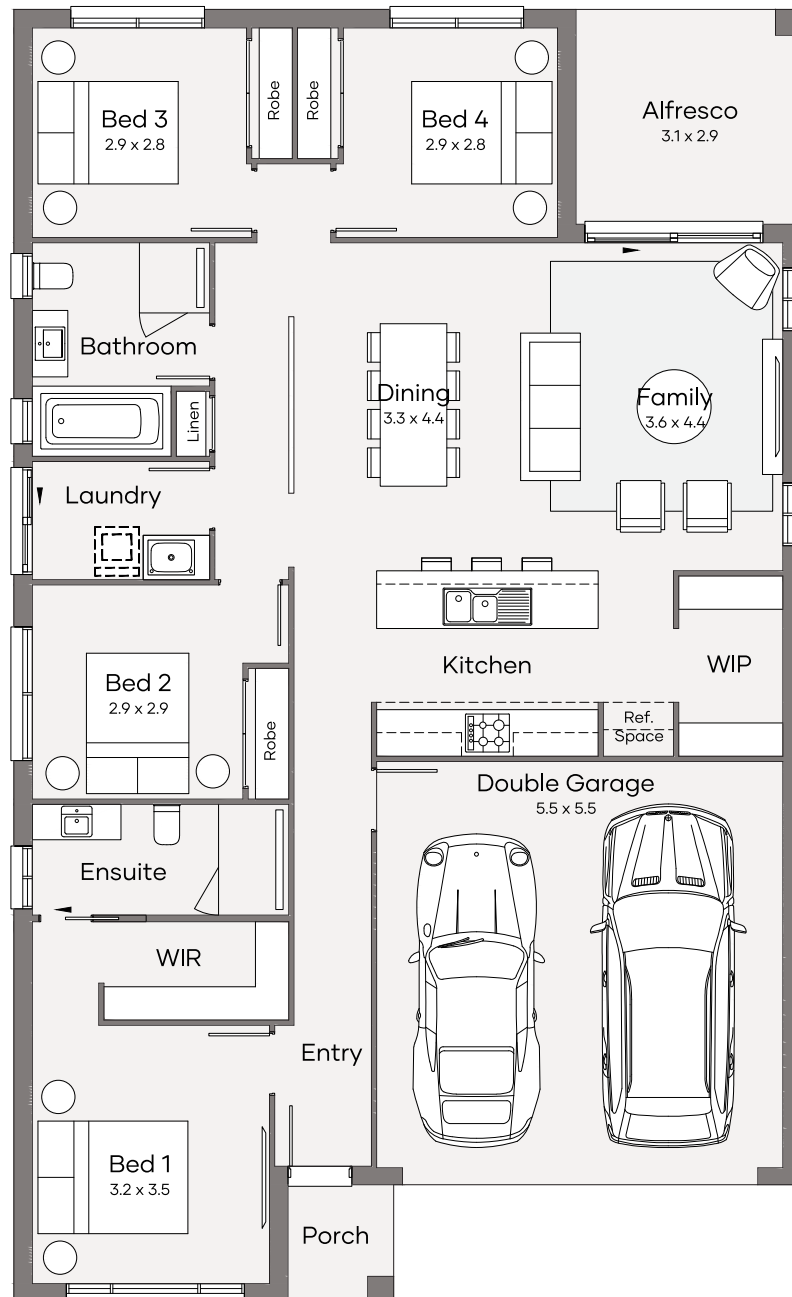 Bed 3
2.9 x 2.8
Robe
Robe
Bed 4
2.9 x 2.8
Alfresco
3.1 x 2.9
Bathroom
Linen
Dining
3.3 x 4.4
Family
3.6 x 4.4
Laundry
Kitchen
WIP
Bed 2
2.9 x 2.9
Robe
Ref.
Space
Double Garage
5.5 x 5.5
Ensuite
WIR
Entry
Bed 1
3.2 x 3.5
Porch